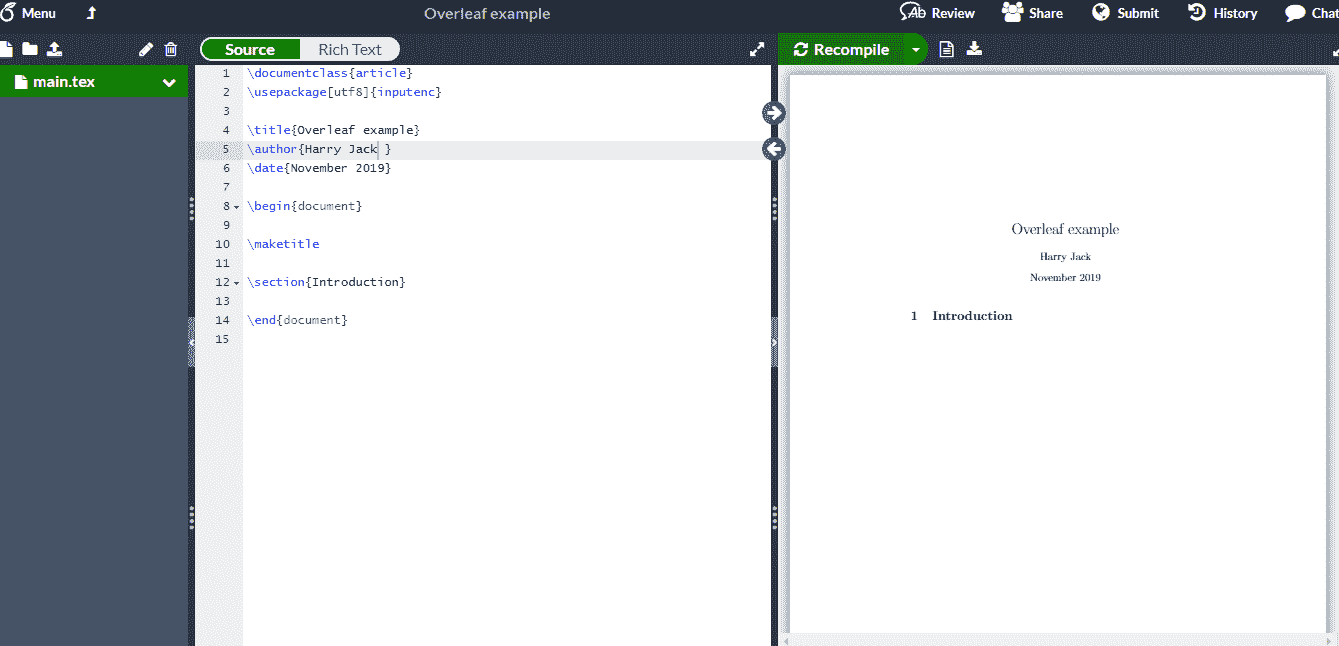 Menu
Overleaf example
Ab Review
Share
Submit
History
Chat
Source
Rich Text
Recompile
main.tex
1 \documentclass{article}
2 \usepackage[utf8]{inputenc}
3
4 \title{Overleaf example}
5 \author{Harry Jack }
6 \date{November 2019}
7
8 \begin{document}
9
10 \maketitle
11
12 \section{Introduction}
13
14 \end{document}
15
Overleaf example
Harry Jack
November 2019
1 Introduction